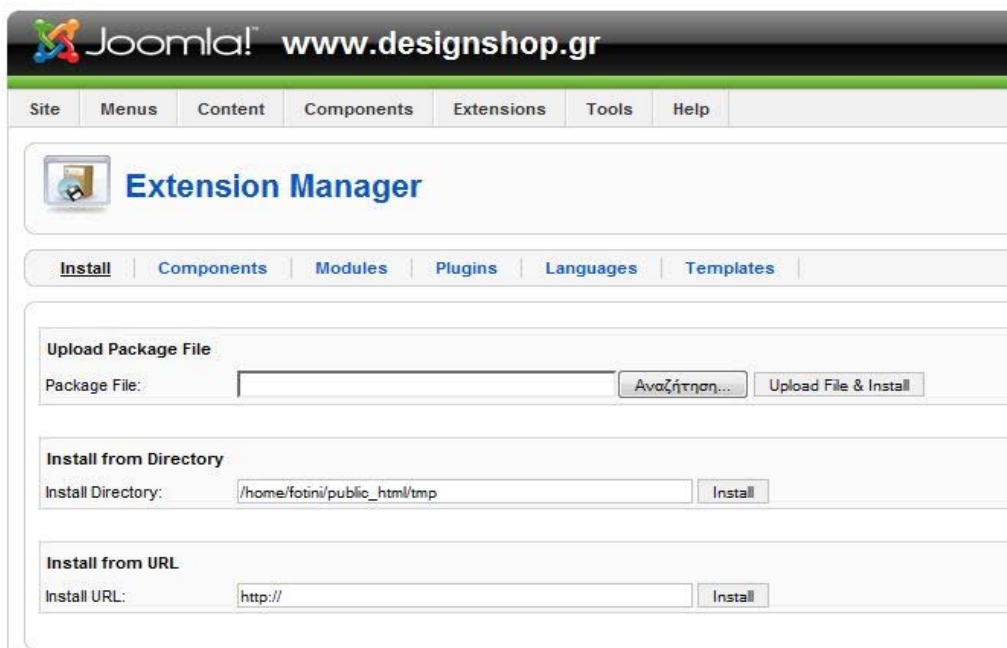 Joomla!™ www.designshop.gr
Site Menus Content Components Extensions Tools Help
Extension Manager
Install Components Modules Plugins Languages Templates
Upload Package File
Package File: Αναζήτηση... Upload File & Install
Install from Directory
Install Directory: /home/fotini/public_html/tmp Install
Install from URL
Install URL: http:// Install